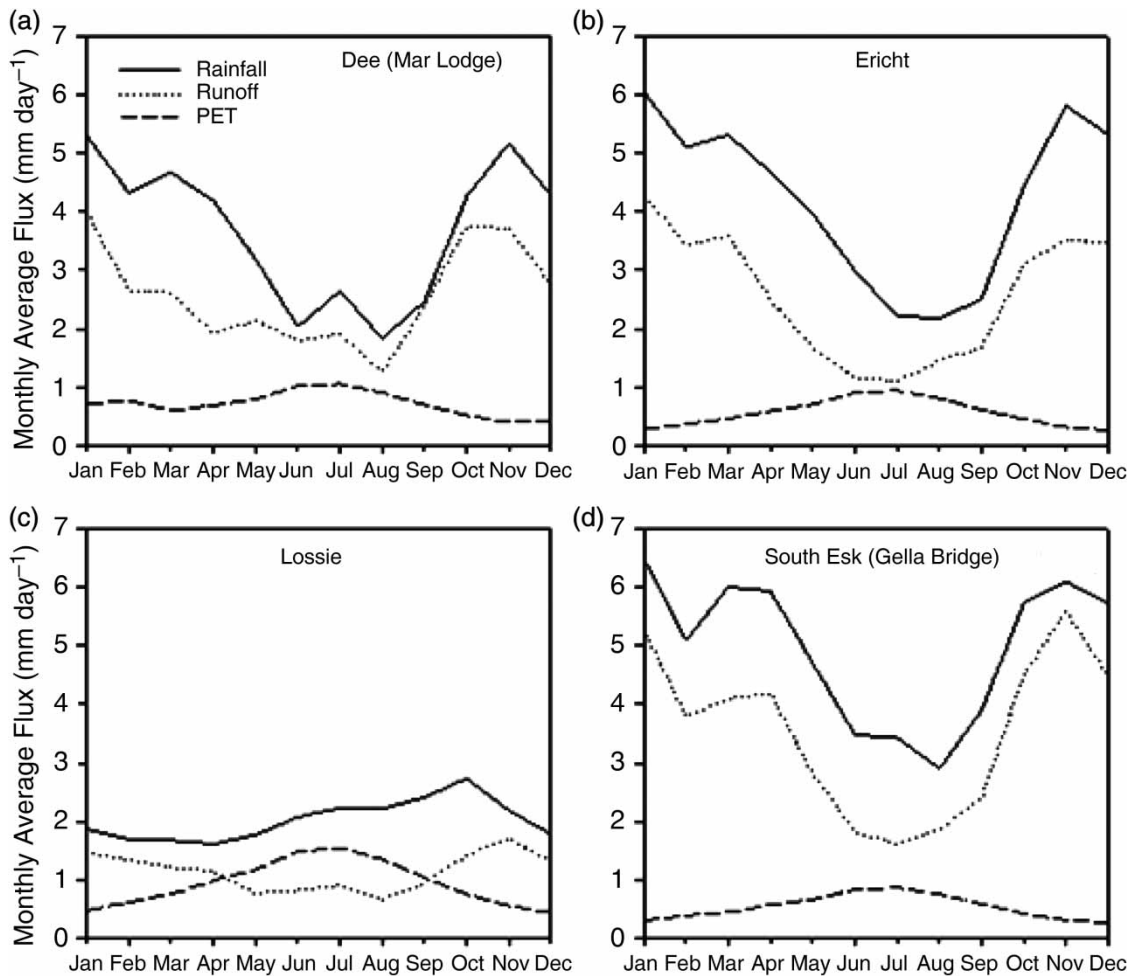 (a)
7
6
5
4
3
2
1
0
Monthly Average Flux (mm day⁻¹)
Dee (Mar Lodge)
Rainfall
Runoff
PET
Jan Feb Mar Apr May Jun Jul Aug Sep Oct Nov Dec
(b)
7
6
5
4
3
2
1
0
Ericht
Jan Feb Mar Apr May Jun Jul Aug Sep Oct Nov Dec
(c)
7
6
5
4
3
2
1
0
Monthly Average Flux (mm day⁻¹)
Lossie
Jan Feb Mar Apr May Jun Jul Aug Sep Oct Nov Dec
(d)
7
6
5
4
3
2
1
0
South Esk (Gella Bridge)
Jan Feb Mar Apr May Jun Jul Aug Sep Oct Nov Dec